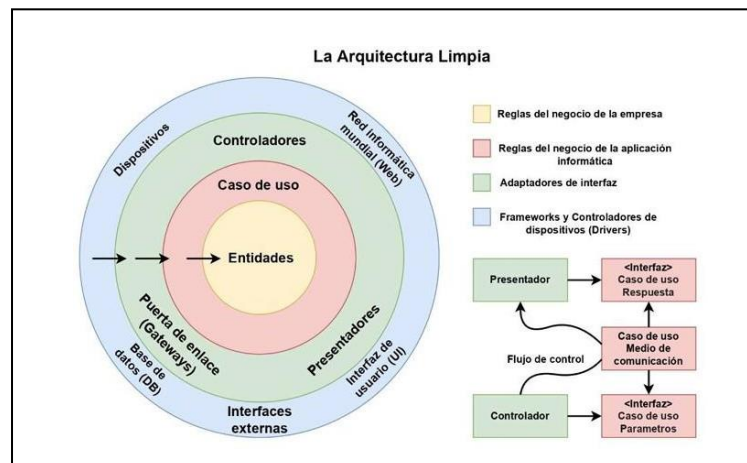 La Arquitectura Limpia
Dispositivos
Controladores
Red informática
mundial (Web)
Caso de uso
Entidades
Puerta de enlace
(Gateways)
Presentadores
Base de
datos (DB)
Interfaz de
usuario (UI)
Interfaces
externas
Reglas del negocio de la empresa
Reglas del negocio de la aplicación
informática
Adaptadores de interfaz
Frameworks y Controladores de
dispositivos (Drivers)
Presentador
<Interfaz>
Caso de uso
Respuesta
Caso de uso
Medio de
comunicación
Flujo de control
Controlador
<Interfaz>
Caso de uso
Parametros